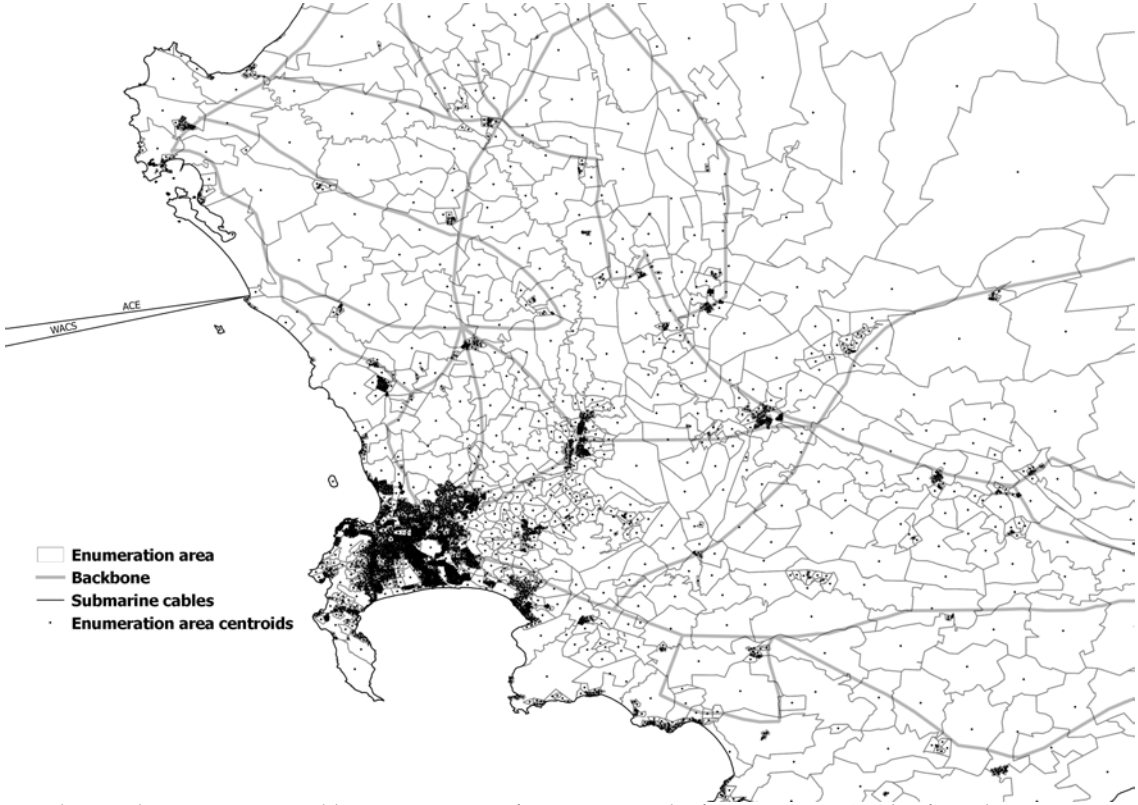 ACE
WACS
Enumeration area
Backbone
Submarine cables
Enumeration area centroids